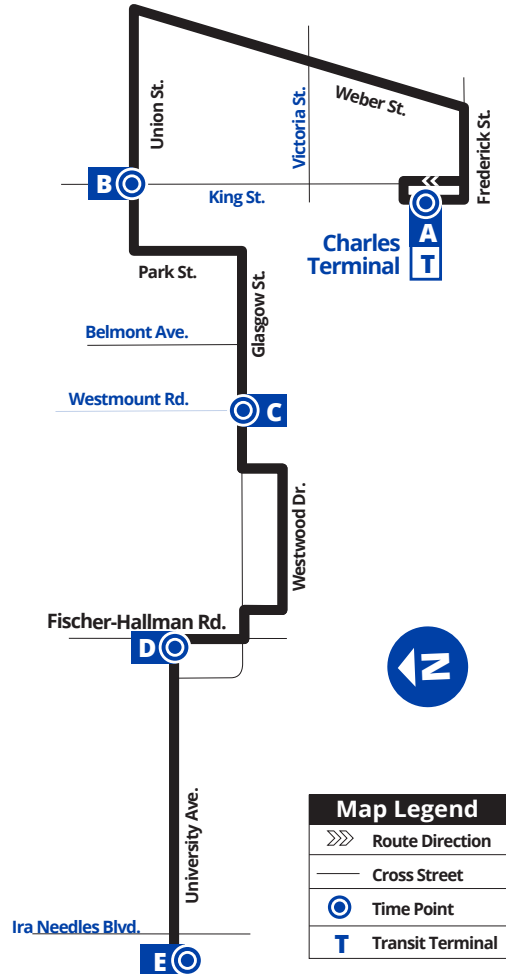 Union St.
Victoria St.
Weber St.
Frederick St.
B
King St.
A
Charles
Terminal
T
Park St.
Glasgow St.
Belmont Ave.
Westmount Rd.
C
Westwood Dr.
Fischer-Hallman Rd.
D
N
University Ave.
Map Legend
Route Direction
Cross Street
Time Point
T Transit Terminal
Ira Needles Blvd.
E